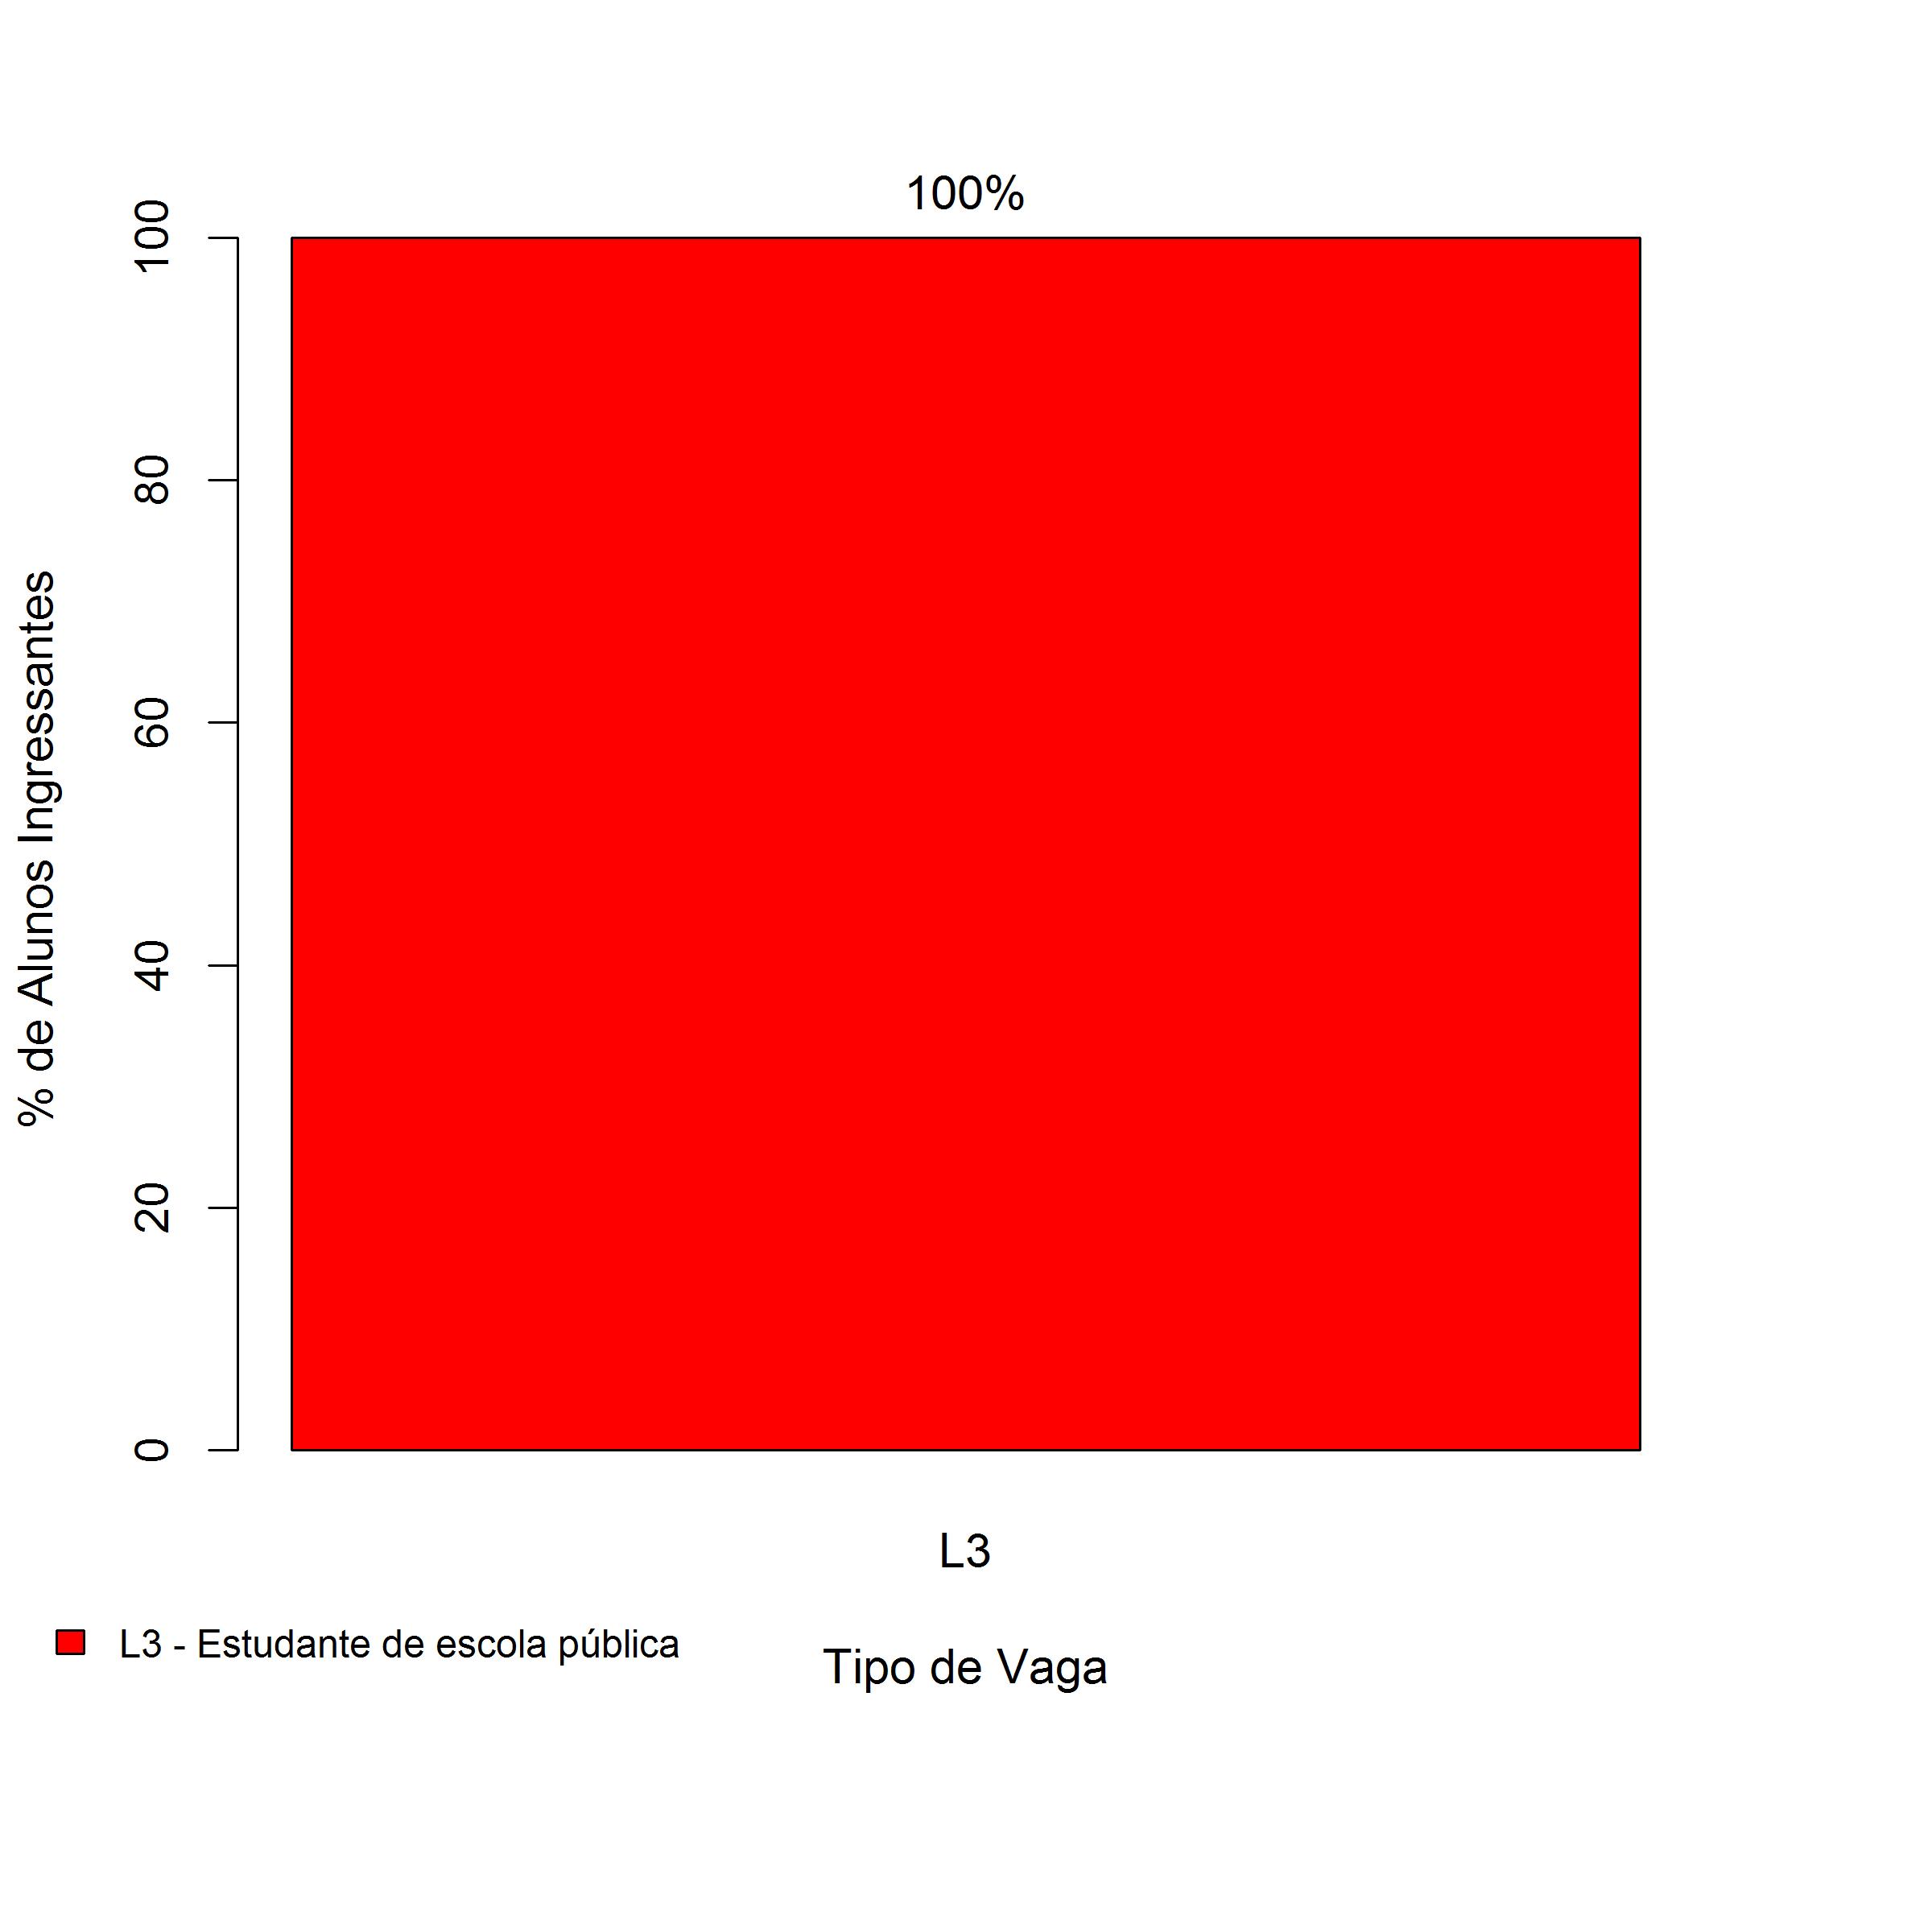 100%
100
80
60
40
20
0
% de Alunos Ingressantes
L3
L3 - Estudante de escola pública
Tipo de Vaga